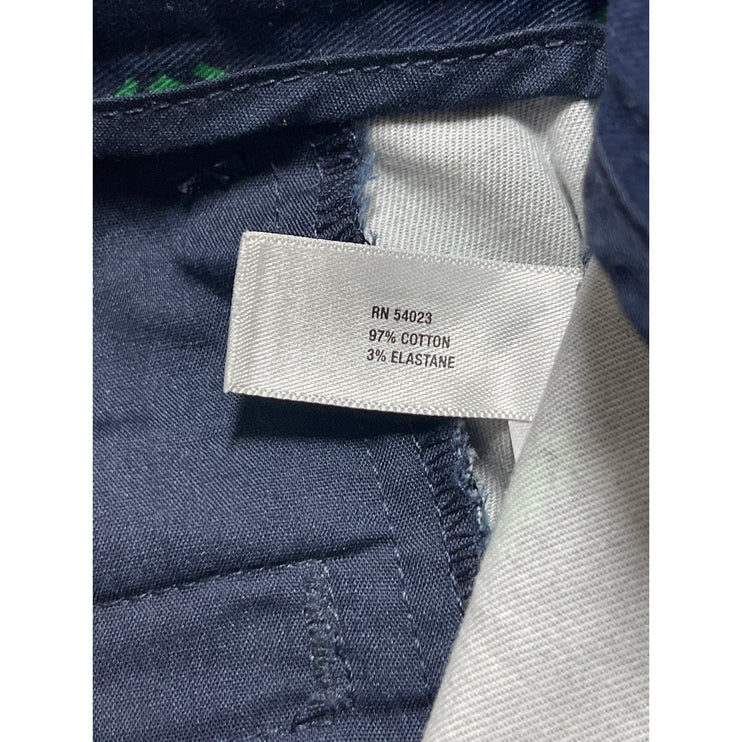 RN 54023
97% COTTON
3% ELASTANE